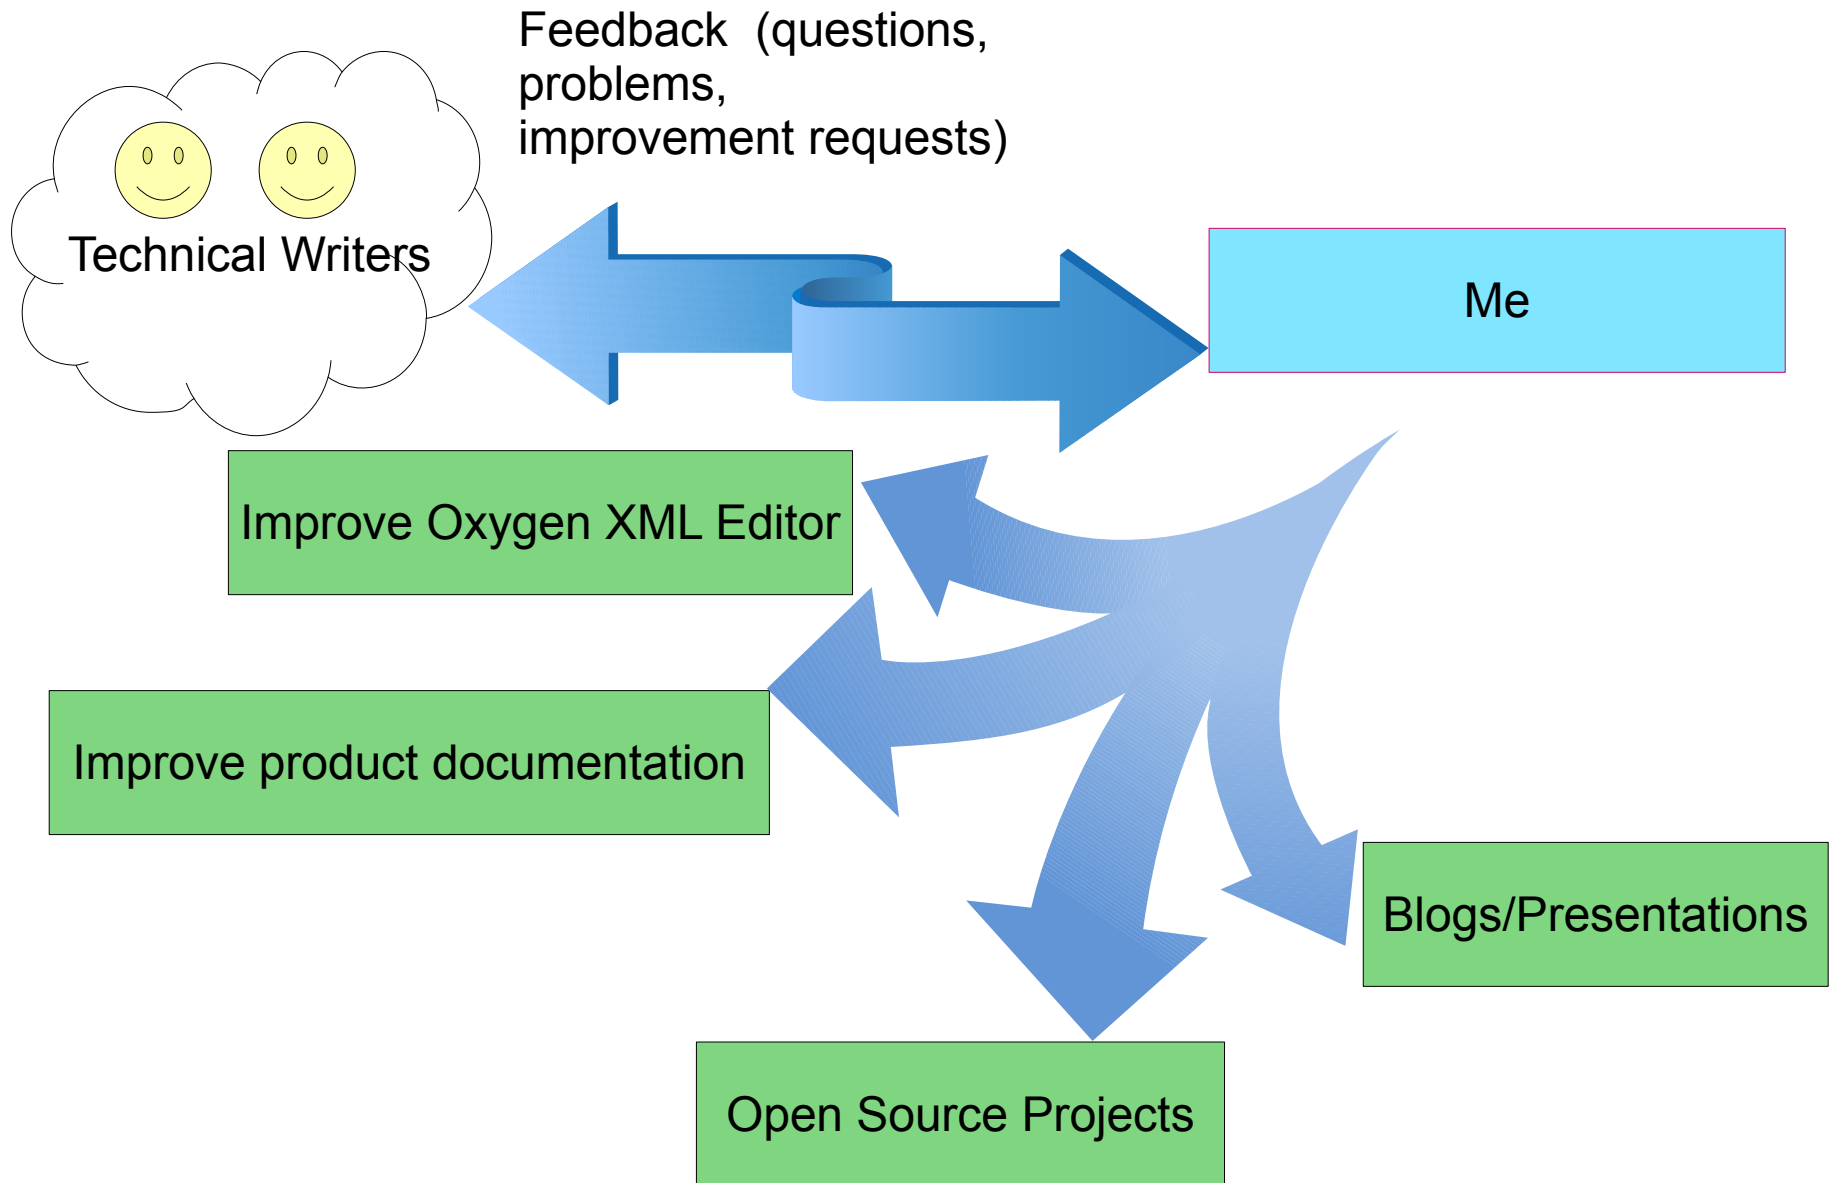 Feedback  (questions,
problems,
improvement requests)
Technical Writers
Me
Improve Oxygen XML Editor
Improve product documentation
Blogs/Presentations
Open Source Projects